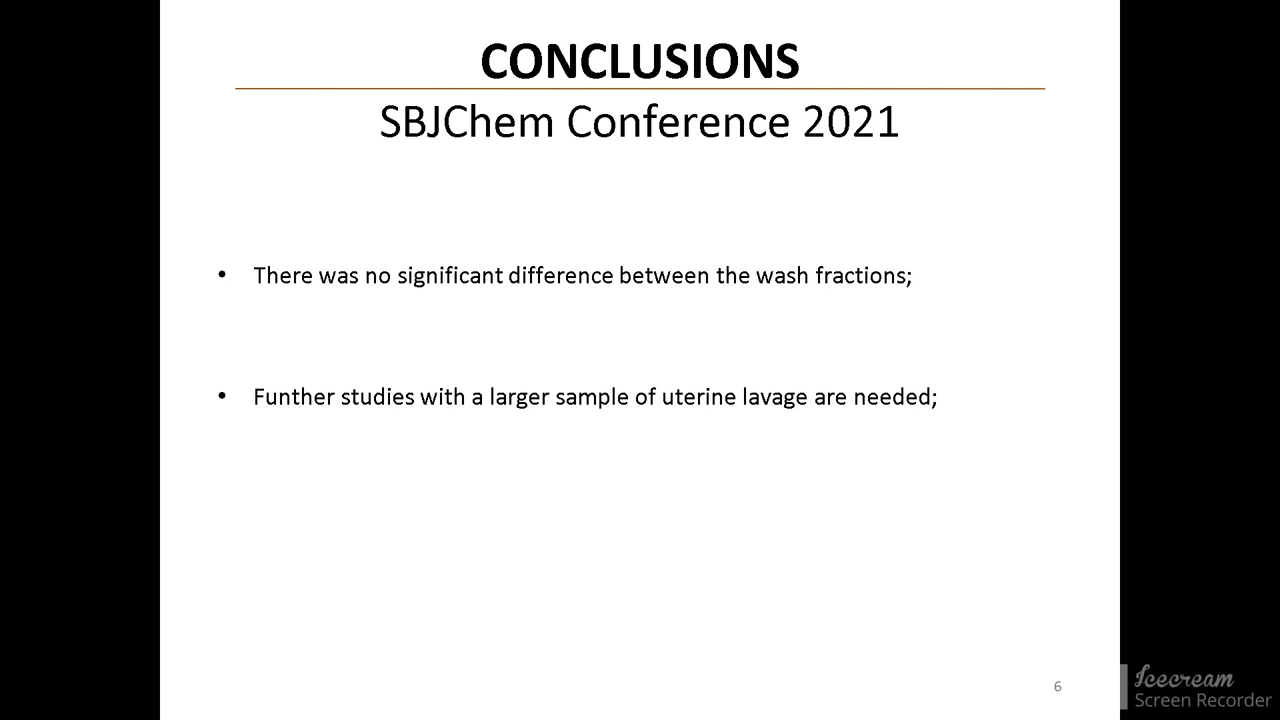 CONCLUSIONS
SBJChem Conference 2021
• There was no significant difference between the wash fractions;
• Funther studies with a larger sample of uterine lavage are needed;
6
Icecream
Screen Recorder